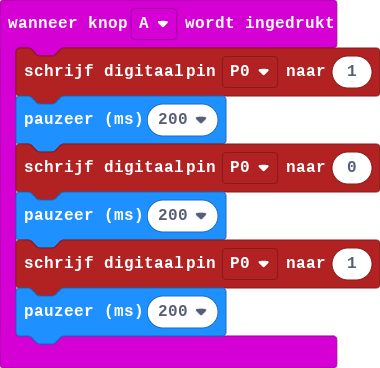 wanneer knop A wordt ingedrukt
schrijf digitaalpin P0 naar 1
pauzeer (ms) 200
schrijf digitaalpin P0 naar 0
pauzeer (ms) 200
schrijf digitaalpin P0 naar 1
pauzeer (ms) 200